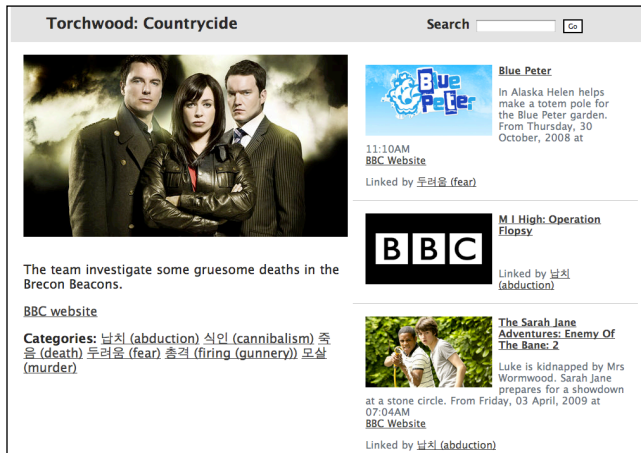 Torchwood: Countrycide
Search
Go
The team investigate some gruesome deaths in the
Brecon Beacons.
BBC website
Categories: 납치 (abduction) 식인 (cannibalism) 죽
음 (death) 두려움 (fear) 총격 (firing (gunnery)) 모살
(murder)
Blue Peter
Blue Peter
In Alaska Helen helps
make a totem pole for
the Blue Peter garden.
From Thursday, 30
October, 2008 at
11:10AM
BBC Website
Linked by 두려움 (fear)
BBC
M I High: Operation
Flopsy
Linked by 납치
(abduction)
The Sarah Jane
Adventures: Enemy Of
The Bane: 2
Luke is kidnapped by Mrs
Wormwood. Sarah Jane
prepares for a showdown
at a stone circle. From Friday, 03 April, 2009 at
07:04AM
BBC Website
Linked by 납치 (abduction)